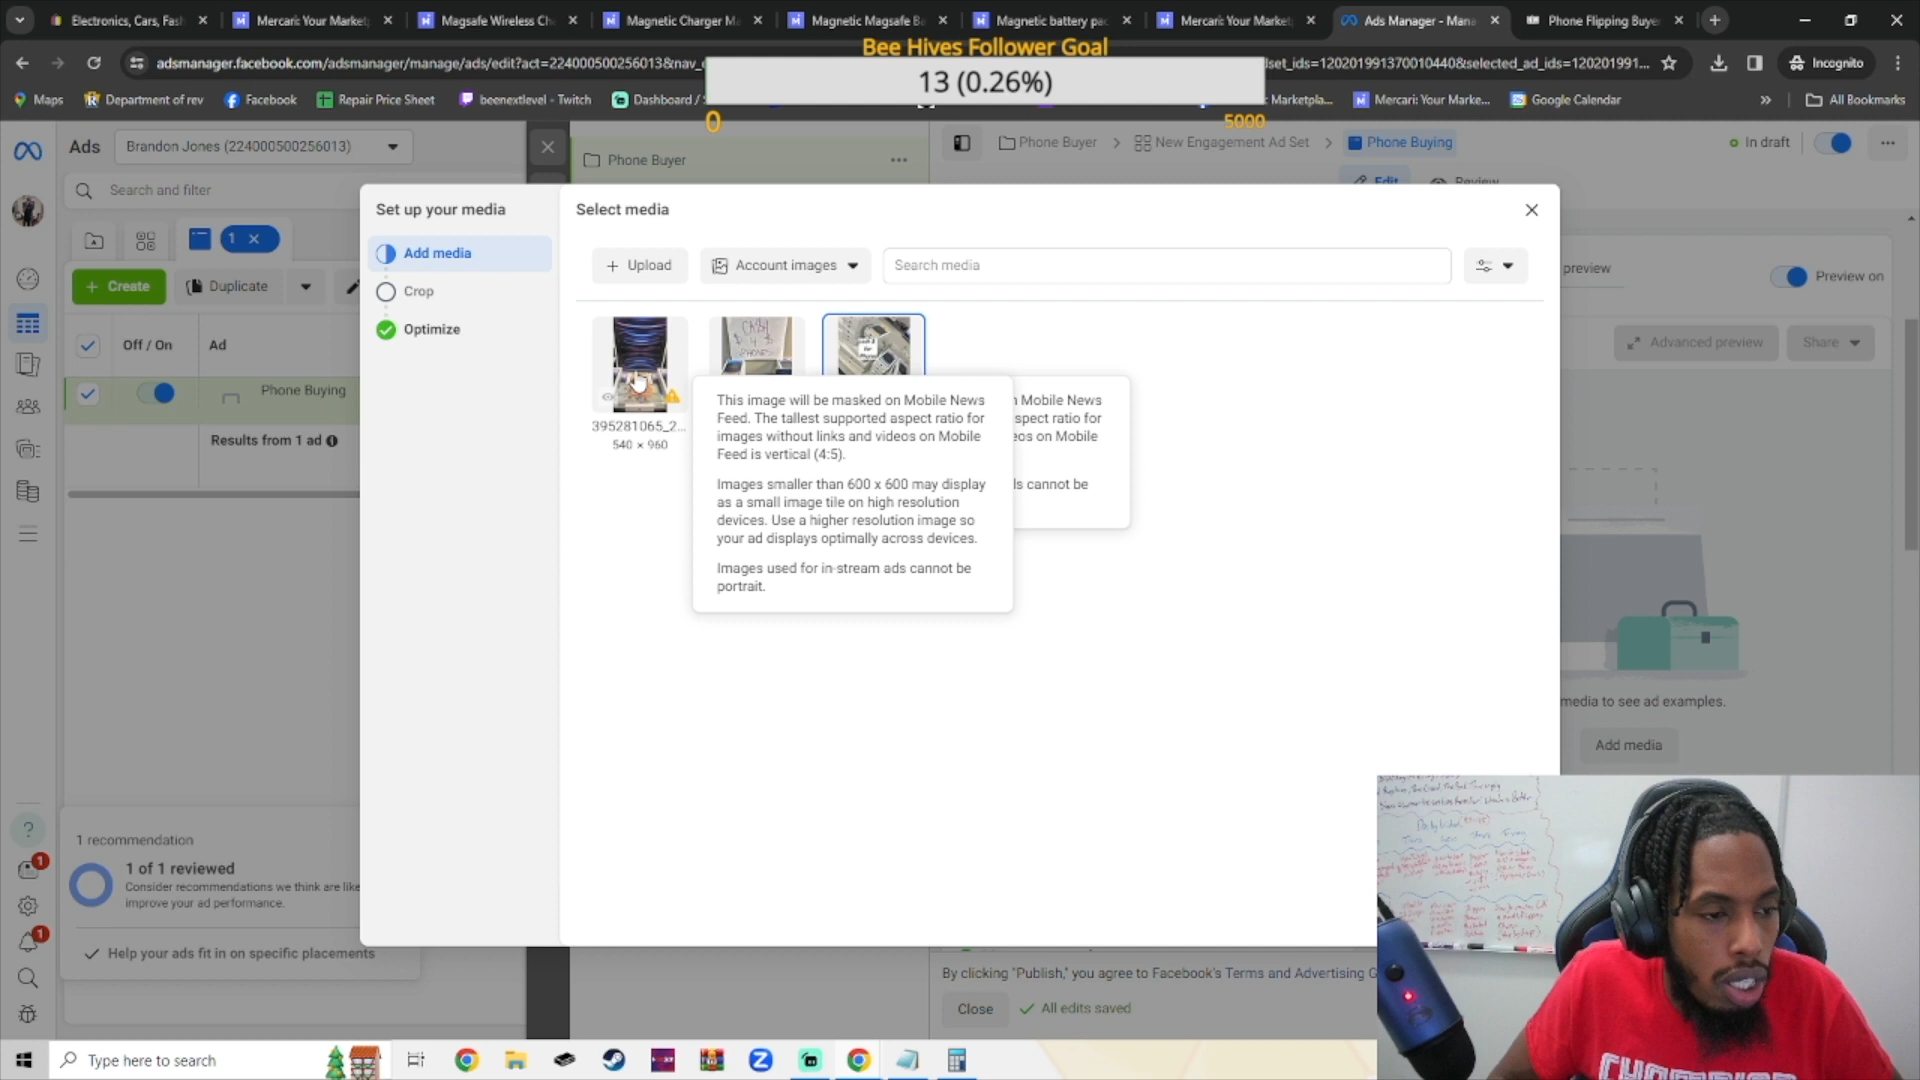 Electronics, Cars, Fas
Mercari: Your Market
Magsafe Wireless Ch
Magnetic Charger M
Magnetic Magsafe B
Magnetic battery pac
Mercari: Your Market
Ads Manager - Mana
Phone Flipping Buye
Bee Hives Follower Goal
adsmanager.facebook.com/adsmanager/manage/ads/edit?act=224000500256013&nav_
13 (0.26%)
set_ids=120201991370010440&selected_ad_ids=120201991...
Incognito
Maps
Department of rev
Facebook
Repair Price Sheet
beenextlevel - Twitch
Dashboard /
Marketpla...
Mercari: Your Marke...
Google Calendar
All Bookmarks
0
5000
Ads
Brandon Jones (224000500256013)
Phone Buyer
Phone Buyer
New Engagement Ad Set
Phone Buying
In draft
Search and filter
Edit
Review
Set up your media
Select media
1
Add media
Upload
Account images
Search media
preview
Preview on
Create
Duplicate
Crop
Optimize
Off / On
Ad
CASH
4
PHONES
Advanced preview
Share
Phone Buying
395281065_2...
540 × 960
Results from 1 ad
This image will be masked on Mobile News
Feed. The tallest supported aspect ratio for
images without links and videos on Mobile
Feed is vertical (4:5).
Images smaller than 600 x 600 may display
as a small image tile on high resolution
devices. Use a higher resolution image so
your ad displays optimally across devices.
Images used for in-stream ads cannot be
portrait.
Mobile News
spect ratio for
eos on Mobile
ls cannot be
media to see ad examples.
Add media
1 recommendation
1 of 1 reviewed
Consider recommendations we think are like
improve your ad performance.
Help your ads fit in on specific placements
1
1
By clicking "Publish," you agree to Facebook's Terms and Advertising G
Close
All edits saved
Type here to search